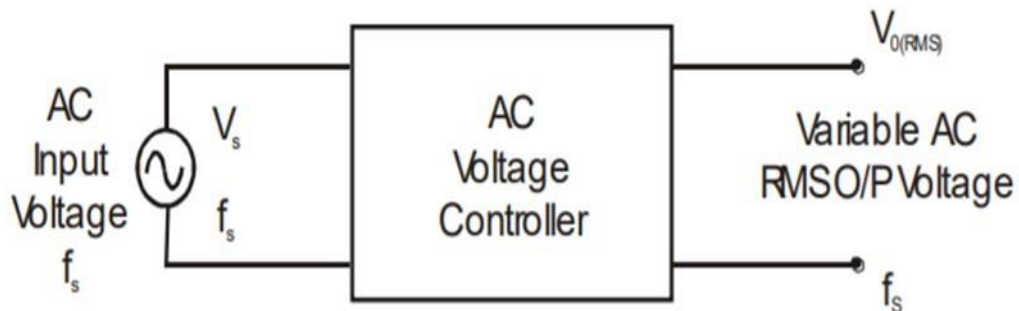 AC
Input
Voltage
fs
Vs
fs
AC
Voltage
Controller
V0(RMS)
Variable AC
RMSO/P Voltage
fs